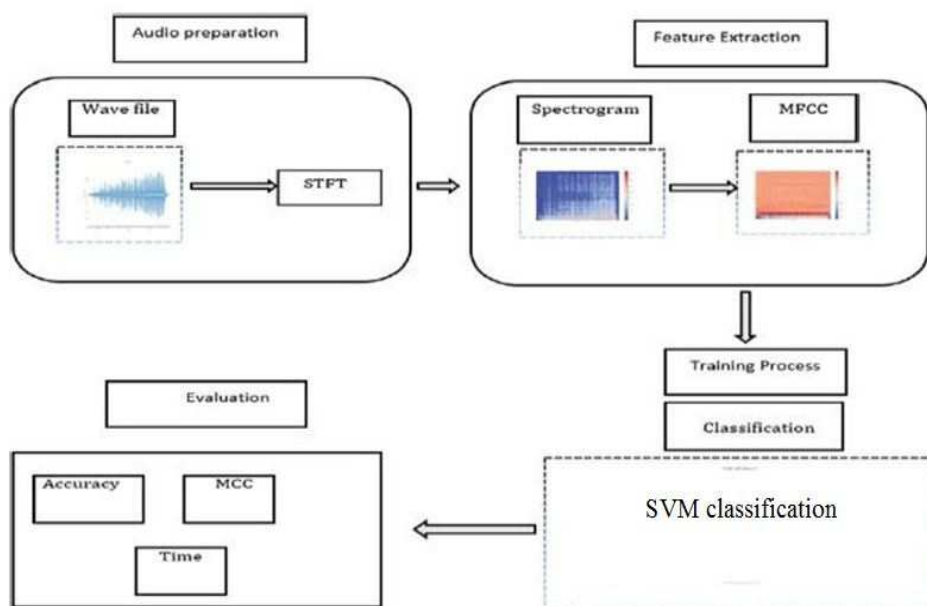 Audio preparation
Feature Extraction
Wave file
STFT
Spectrogram
MFCC
Training Process
Classification
SVM classification
Evaluation
Accuracy
MCC
Time